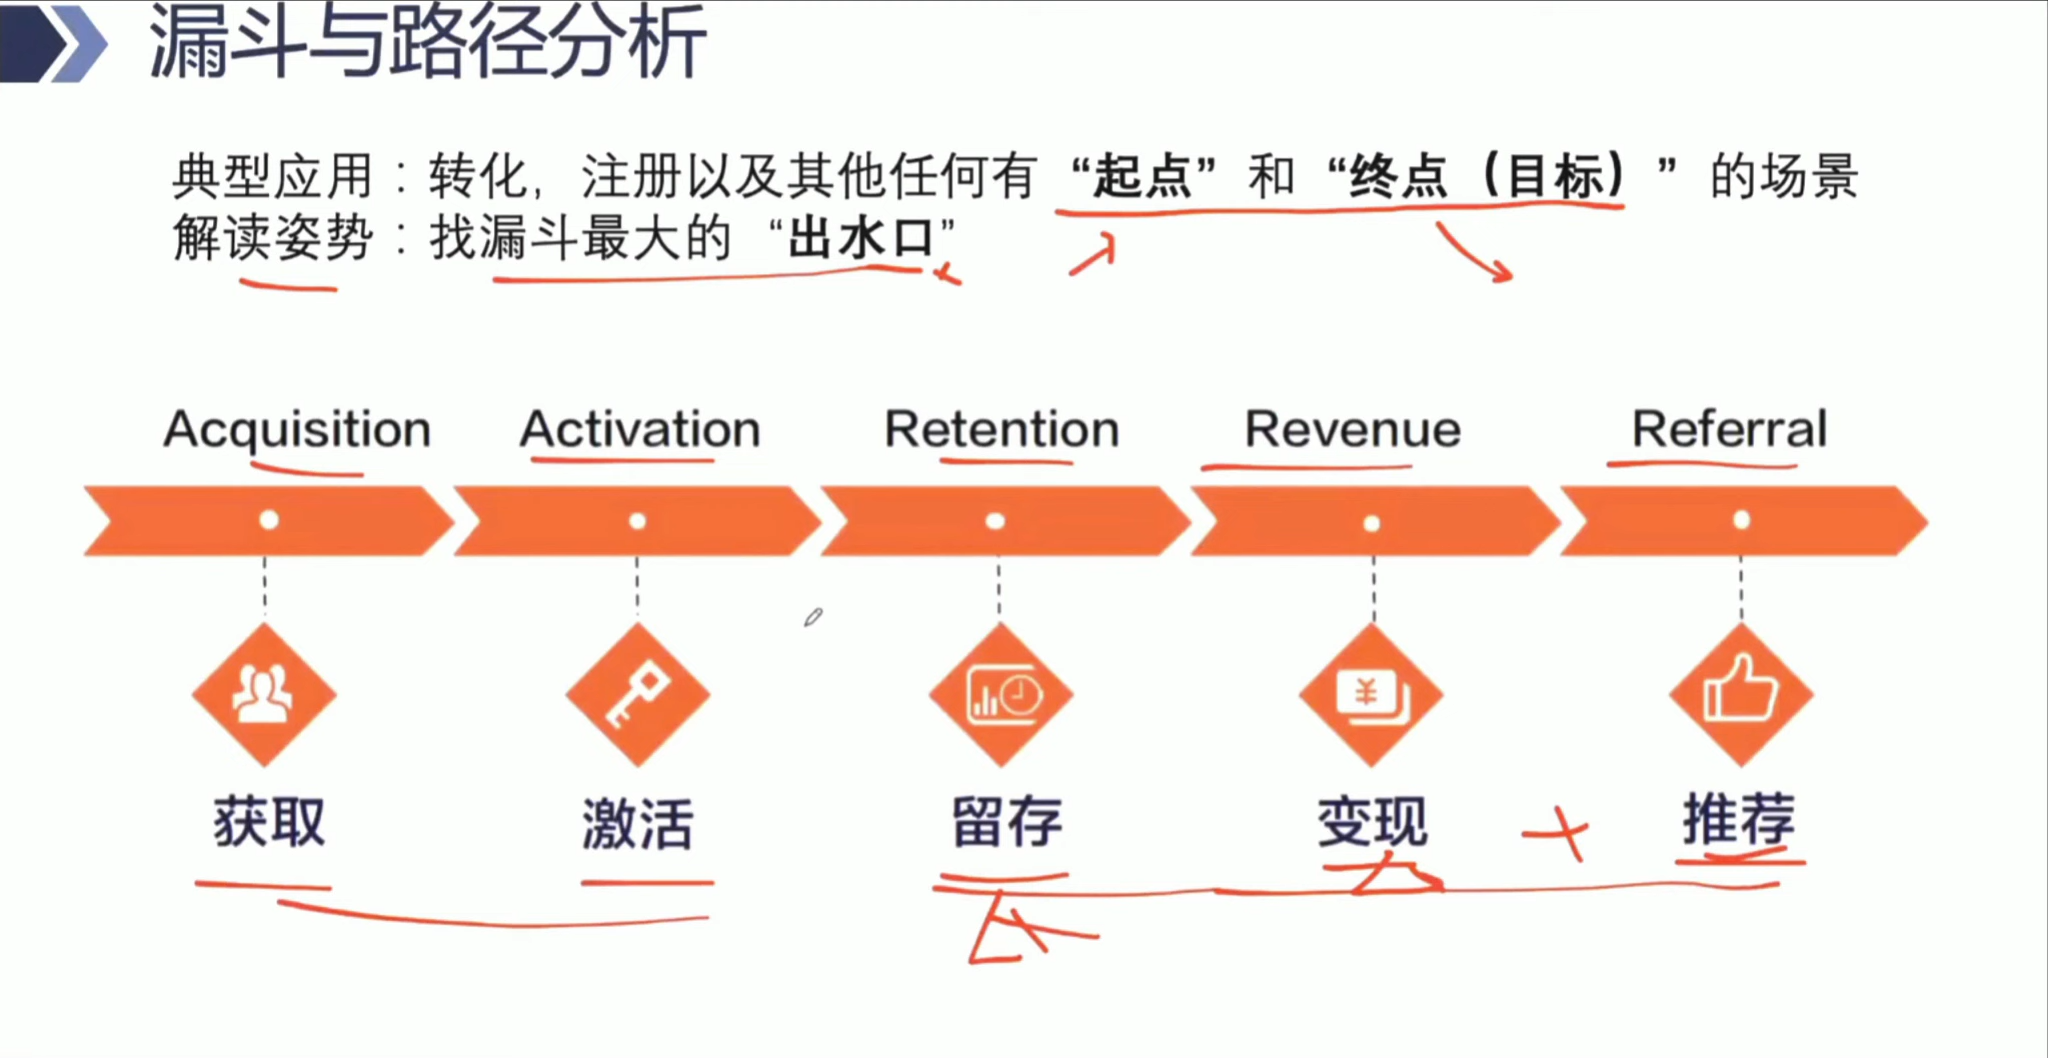 漏斗与路径分析
典型应用：转化，注册以及其他任何有 “起点” 和 “终点（目标）” 的场景
解读姿势：找漏斗最大的 “出水口”
Acquisition Activation Retention Revenue Referral
¥
获取 激活 留存 变现 推荐